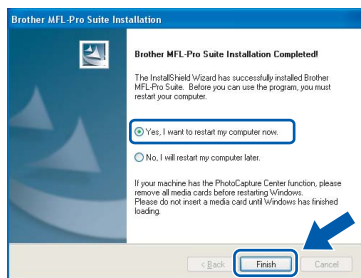 Brother MFL-Pro Suite Installation
Brother MFL-Pro Suite Installation Completed!
The InstallShield Wizard has successfully installed Brother
MFL-Pro Suite. Before you can use the program, you must
restart your computer.
Yes, I want to restart my computer now.
No, I will restart my computer later.
If your machine has the PhotoCapture Center function, please
remove all media cards before restarting Windows.
Please do not insert a media card until Windows has finished
loading.
< Back
Finish
Cancel